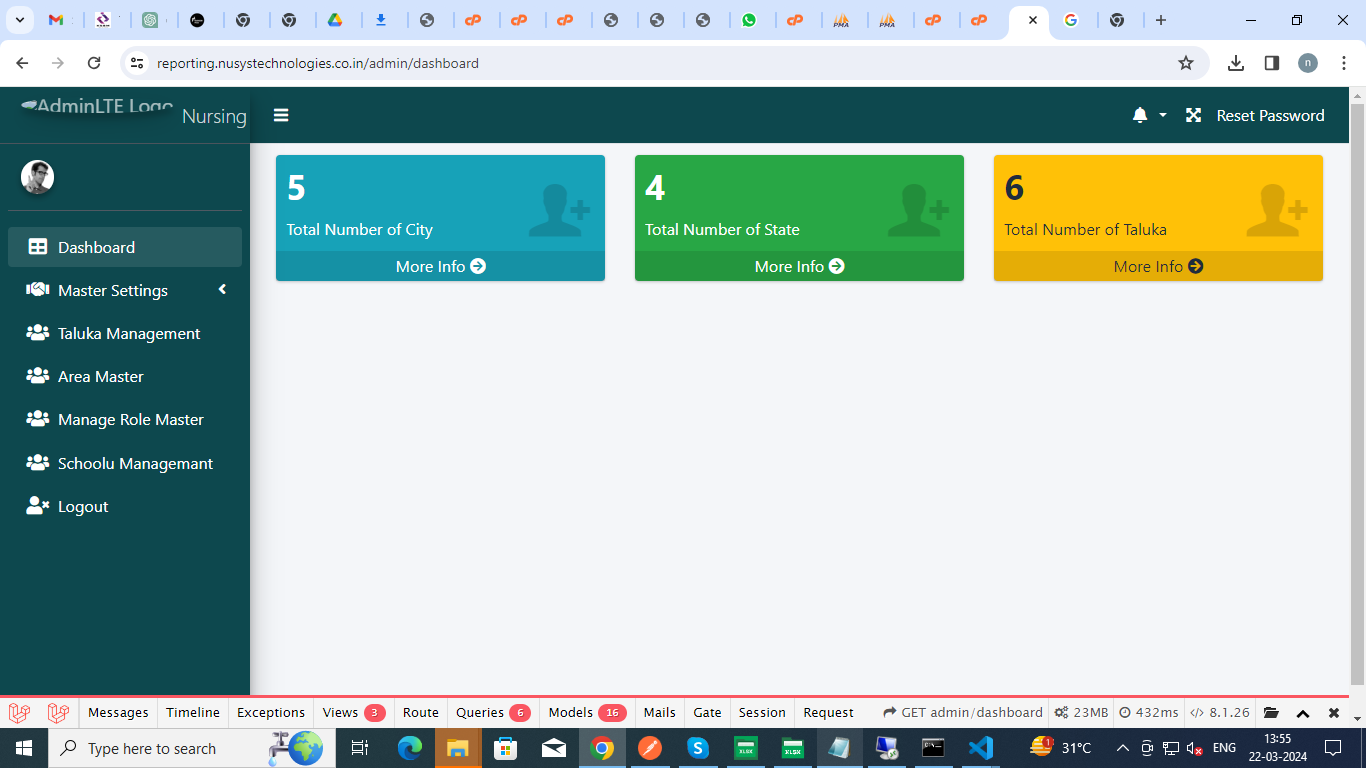 reporting.nusystechnologies.co.in/admin/dashboard
n
AdminLTE Logo
Nursing
Reset Password
Dashboard
Master Settings
Taluka Management
Area Master
Manage Role Master
Schoolu Managemant
Logout
5
Total Number of City
More Info
4
Total Number of State
More Info
6
Total Number of Taluka
More Info
Messages Timeline Exceptions Views 3 Route Queries 6 Models 16 Mails Gate Session Request GET admin/dashboard 23MB 432ms 8.1.26
Type here to search
31°C
ENG
13:55
22-03-2024